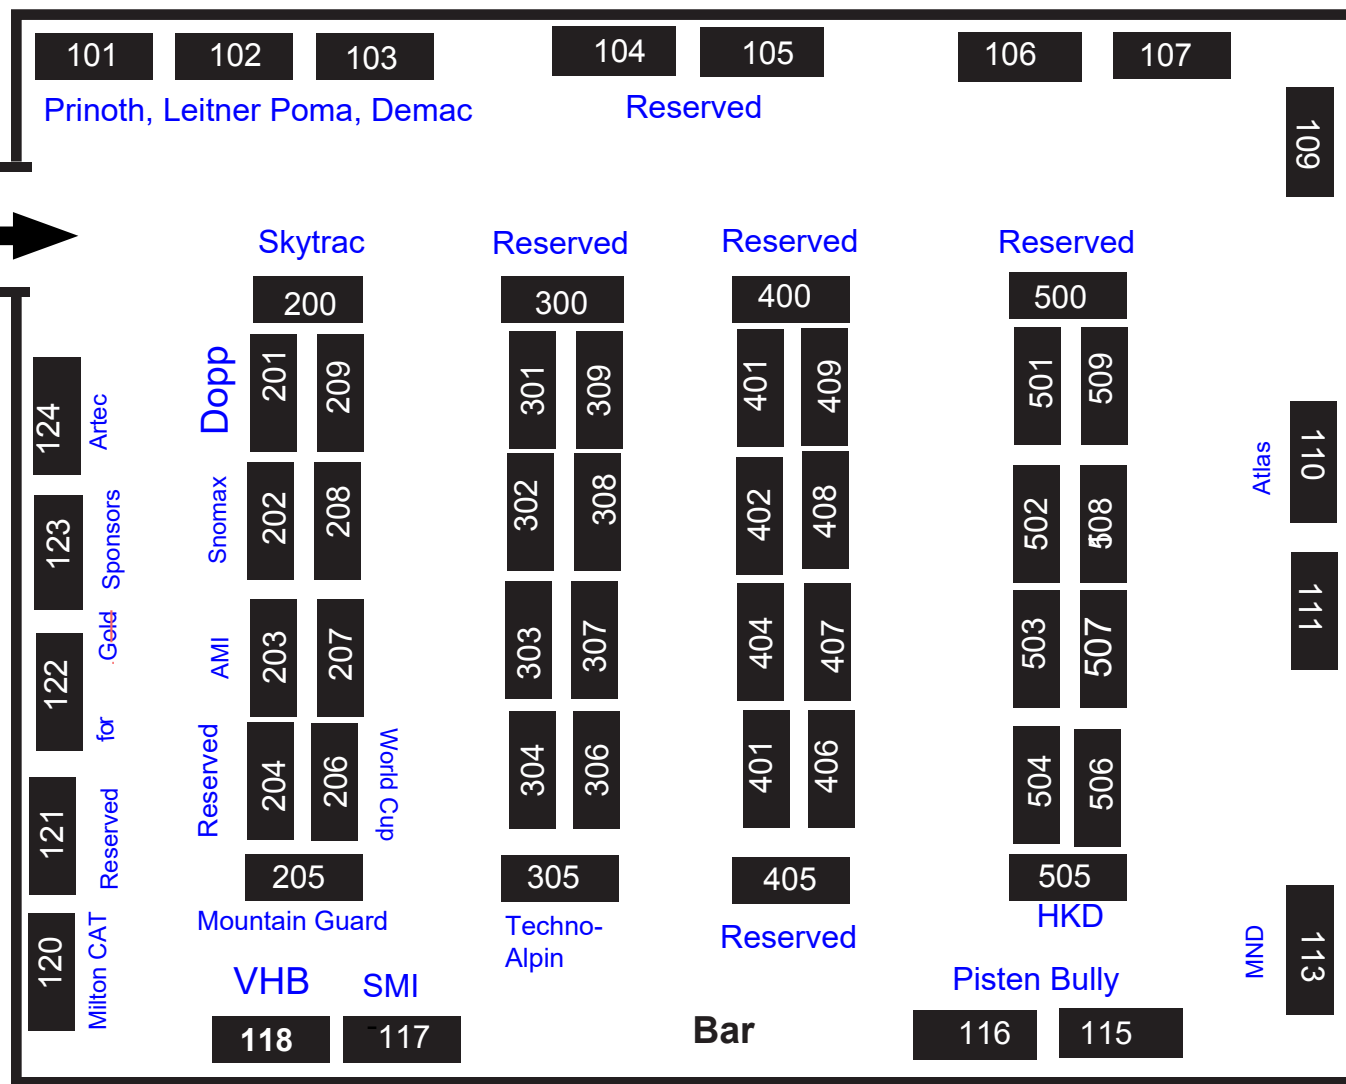 101 102 103 104 105 106 107
Prinoth, Leitner Poma, Demac
Reserved
109
Skytrac Reserved Reserved Reserved
200 300 400 500
Dopp 201 209 301 309 401 409 501 509
124 Artec
Atlas 110
Snomax 202 208 302 308 402 408 502 508
123 Sponsors
111
122 Gold
AMI 203 207 303 307 404 407 503 507
for
Reserved 204 206 World Cup 304 306 401 406 504 506
121 Reserved
205 305 405 505
Mountain Guard
Techno-
Alpin
Reserved
HKD
120 Milton CAT
MND 113
VHB SMI
Pisten Bully
118 -117 Bar 116 115